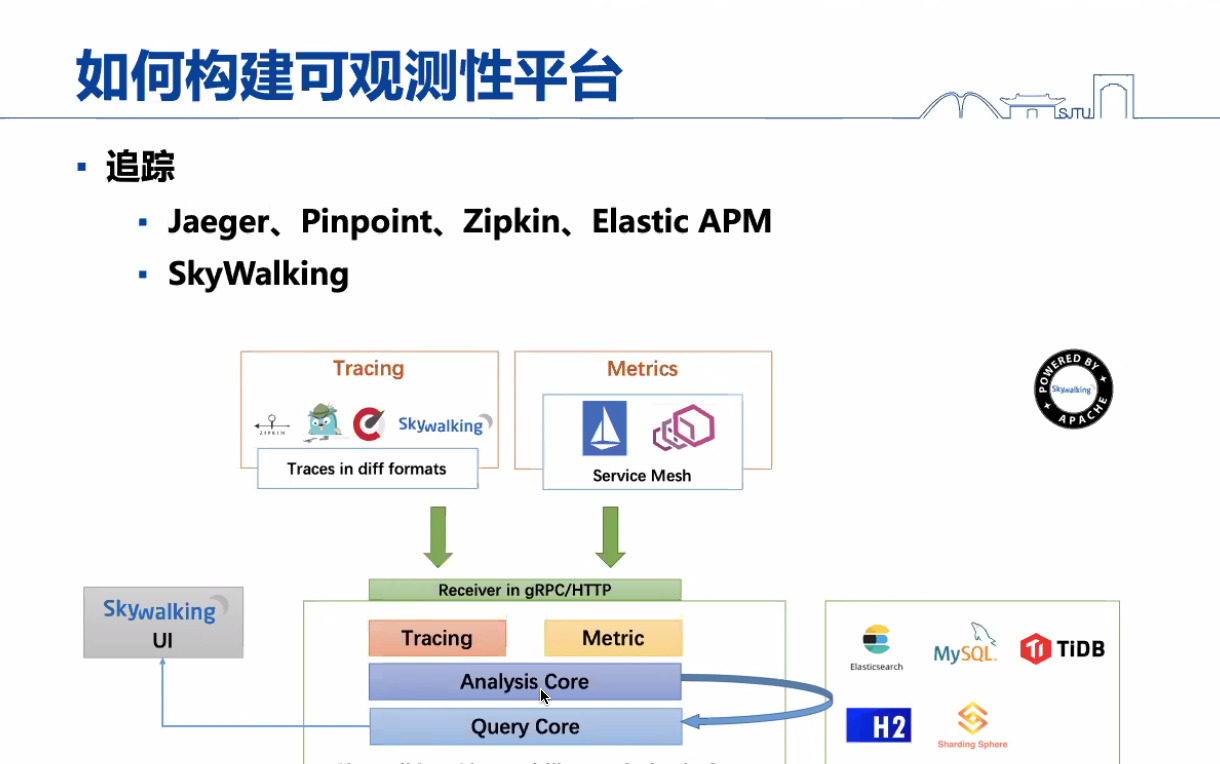 如何构建可观测性平台
SJTU
追踪
Jaeger、Pinpoint、Zipkin、Elastic APM
SkyWalking
Tracing
Metrics
POWERED BY
Skywalking
APACHE
ZIPKIN
Skywalking
Traces in diff formats
Service Mesh
Receiver in gRPC/HTTP
Skywalking
UI
Tracing
Metric
Analysis Core
Query Core
Elasticsearch
MySQL
TiDB
H2
Sharding Sphere